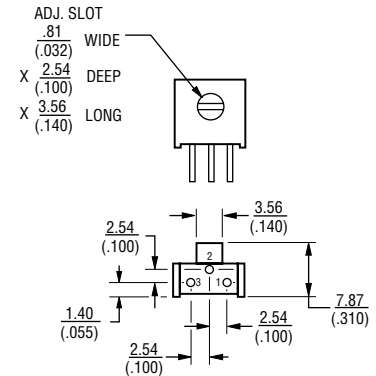 ADJ. SLOT
.81
(.032) WIDE
X 2.54
(.100) DEEP
X 3.56
(.140) LONG
3.56
(.140)
2.54
(.100)
2
3 1
7.87
(.310)
1.40
(.055)
2.54
(.100)
2.54
(.100)